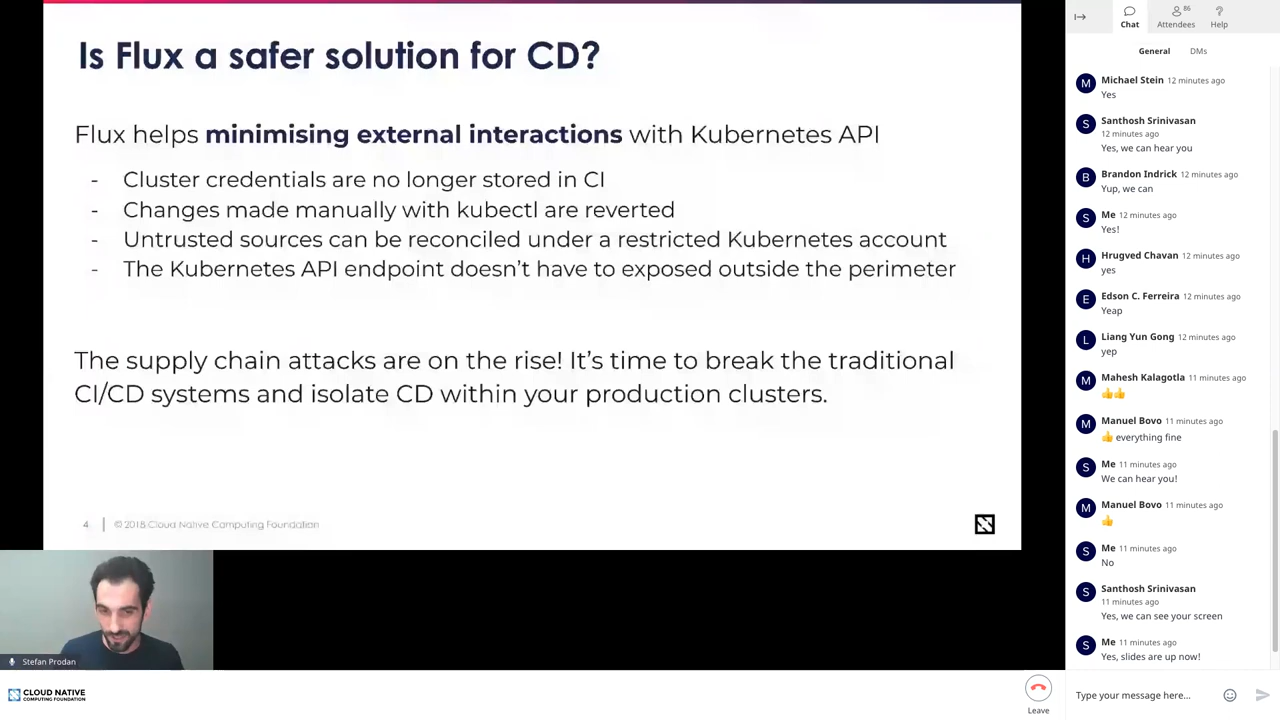 Is Flux a safer solution for CD?
Flux helps minimising external interactions with Kubernetes API
- Cluster credentials are no longer stored in CI
- Changes made manually with kubectl are reverted
- Untrusted sources can be reconciled under a restricted Kubernetes account
- The Kubernetes API endpoint doesn't have to exposed outside the perimeter
The supply chain attacks are on the rise! It's time to break the traditional
CI/CD systems and isolate CD within your production clusters.
4 | © 2018 Cloud Native Computing Foundation
Stefan Prodan
CLOUD NATIVE
COMPUTING FOUNDATION
Leave
86
Chat Attendees Help
General DMs
Michael Stein 12 minutes ago
Yes
Santhosh Srinivasan
12 minutes ago
Yes, we can hear you
Brandon Indrick 12 minutes ago
Yup, we can
Me 12 minutes ago
Yes!
Hrugved Chavan 12 minutes ago
yes
Edson C. Ferreira 12 minutes ago
Yeap
Liang Yun Gong 12 minutes ago
yep
Mahesh Kalagotla 11 minutes ago
👍👍
Manuel Bovo 11 minutes ago
👍 everything fine
Me 11 minutes ago
We can hear you!
Manuel Bovo 11 minutes ago
👍
Me 11 minutes ago
No
Santhosh Srinivasan
11 minutes ago
Yes, we can see your screen
Me 11 minutes ago
Yes, slides are up now!
Type your message here...